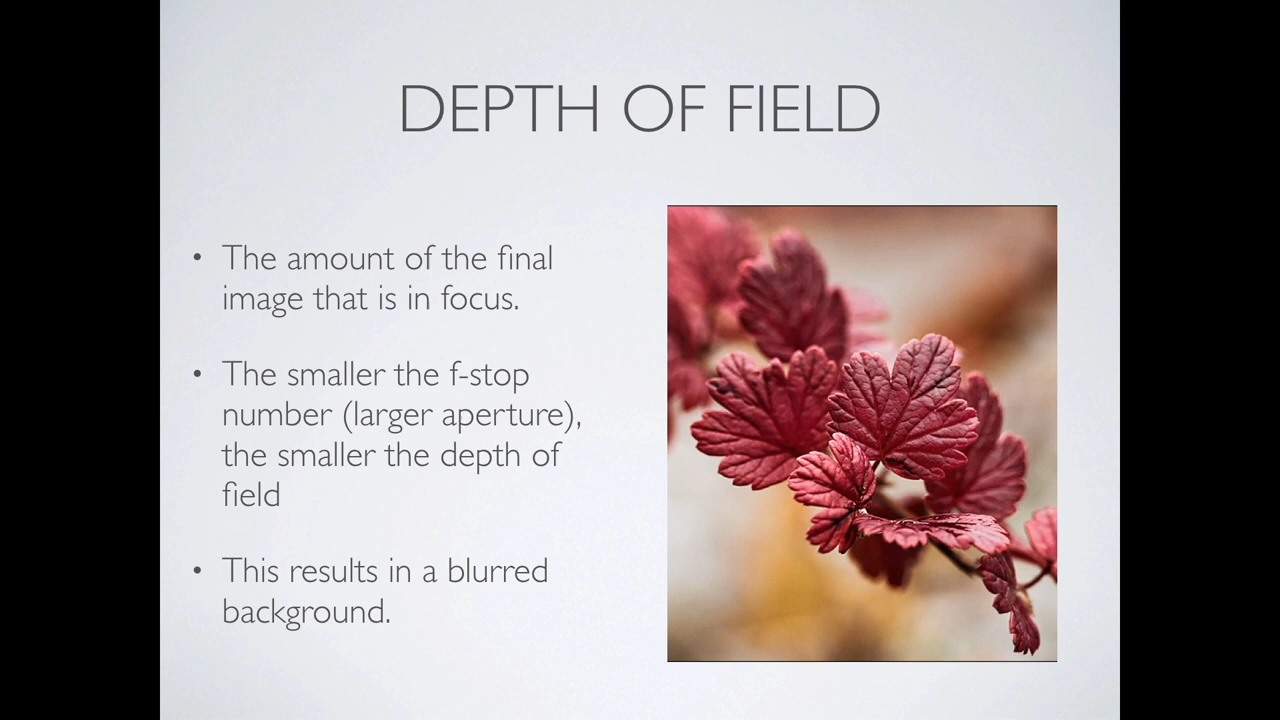 DEPTH OF FIELD
• The amount of the final
image that is in focus.
• The smaller the f-stop
number (larger aperture),
the smaller the depth of
field
• This results in a blurred
background.